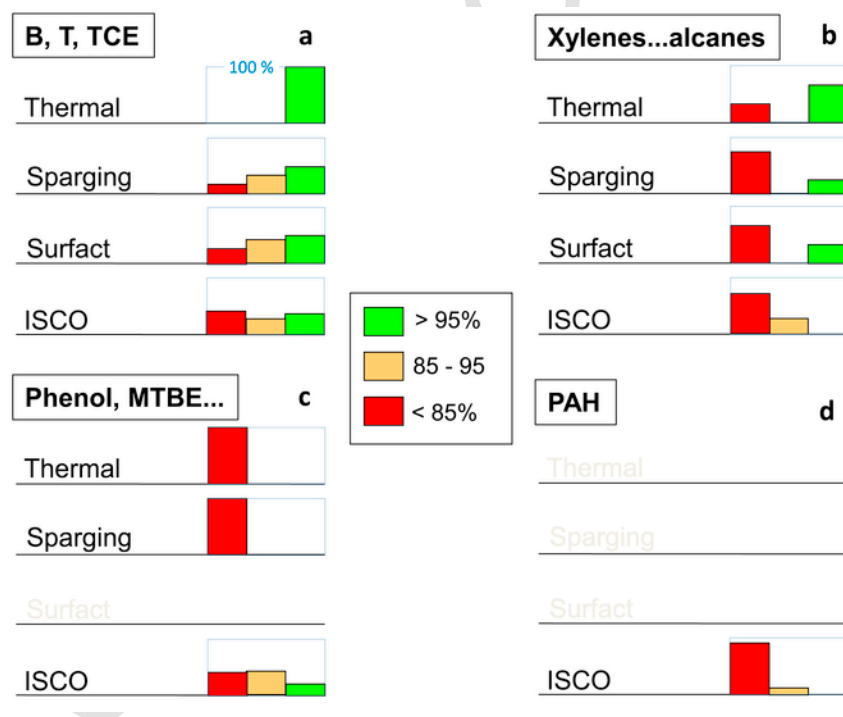 B, T, TCE
a
100 %
Thermal
Sparging
Surfact
ISCO
Xylenes...alcanes
b
Thermal
Sparging
Surfact
ISCO
> 95%
85 - 95
< 85%
Phenol, MTBE...
c
Thermal
Sparging
Surfact
ISCO
PAH
d
Thermal
Sparging
Surfact
ISCO